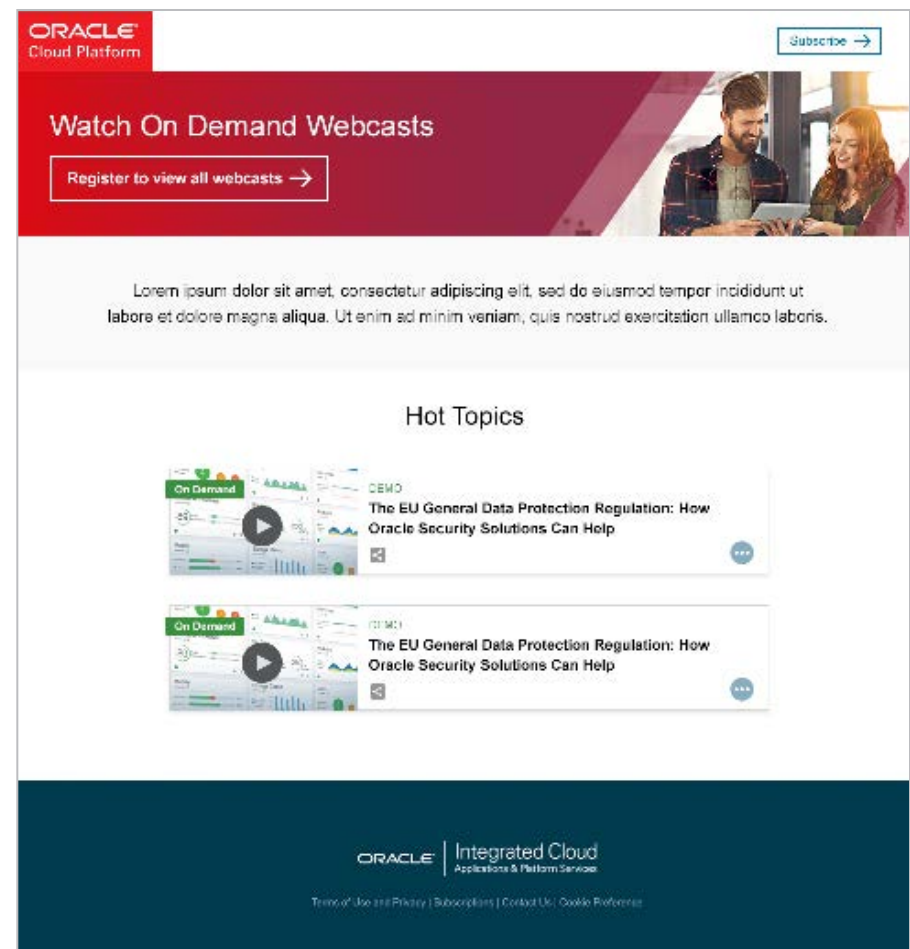 ORACLE
Cloud Platform
Subscribe
Watch On Demand Webcasts
Register to view all webcasts
Lorem ipsum dolor sit amet, consectetur adipiscing elit, sed do eiusmod tempor incididunt ut
labore et dolore magna aliqua. Ut enim ad minim veniam, quis nostrud exercitation ullamco laboris.
Hot Topics
On Demand
DEMO
The EU General Data Protection Regulation: How
Oracle Security Solutions Can Help
On Demand
DEMO
The EU General Data Protection Regulation: How
Oracle Security Solutions Can Help
ORACLE
Integrated Cloud
Applications & Platform Services
Terms of Use and Privacy | Subscriptions | Contact Us | Cookie Preference